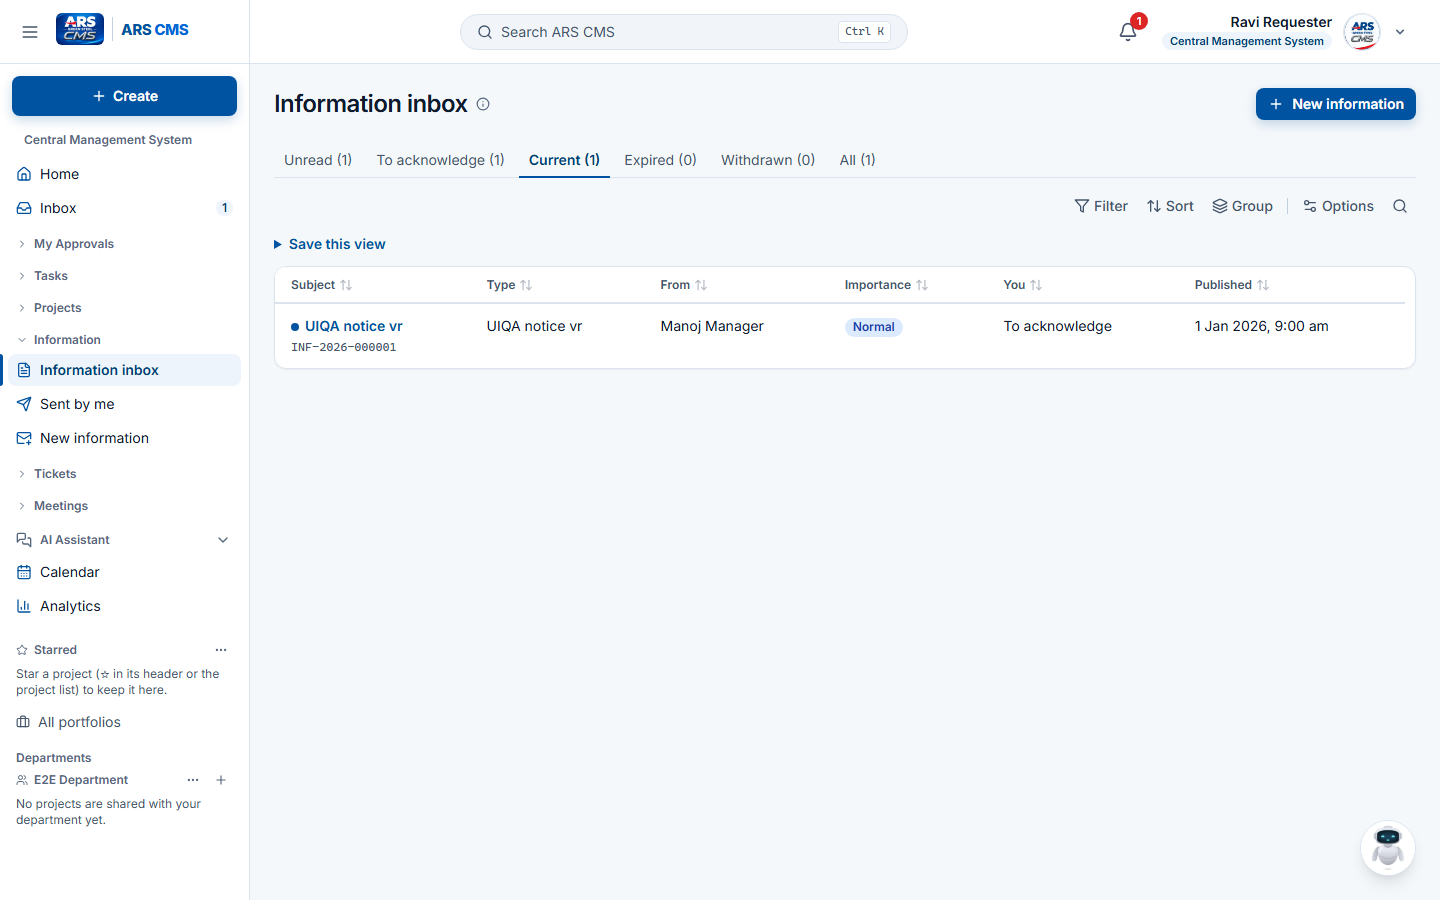 ARS CMS
Search ARS CMS
Ctrl K
1
Ravi Requester
Central Management System
Create
Central Management System
Home
Inbox
1
My Approvals
Tasks
Projects
Information
Information inbox
Sent by me
New information
Tickets
Meetings
AI Assistant
Calendar
Analytics
Starred
Star a project (☆ in its header or the
project list) to keep it here.
All portfolios
Departments
E2E Department
No projects are shared with your
department yet.
Information inbox
New information
Unread (1) To acknowledge (1) Current (1) Expired (0) Withdrawn (0) All (1)
Filter Sort Group Options
Save this view
Subject Type From Importance You Published
UIQA notice vr UIQA notice vr Manoj Manager Normal To acknowledge 1 Jan 2026, 9:00 am
INF-2026-000001